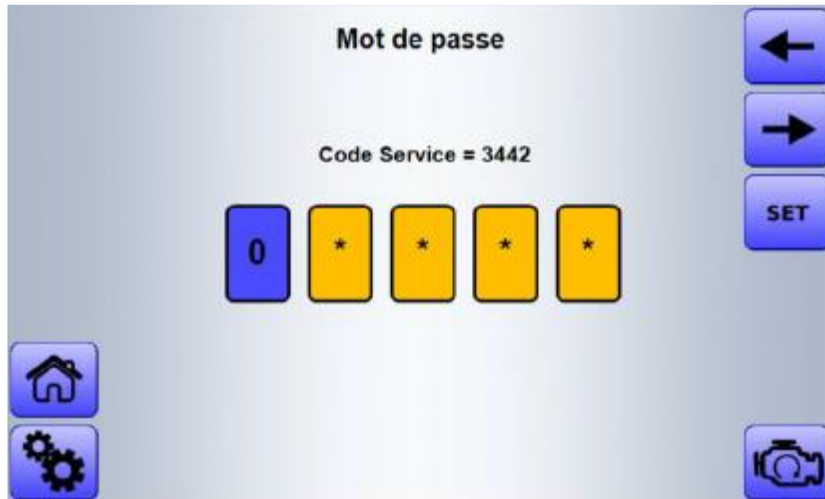 Mot de passe
Code Service = 3442
SET
0 * * * *